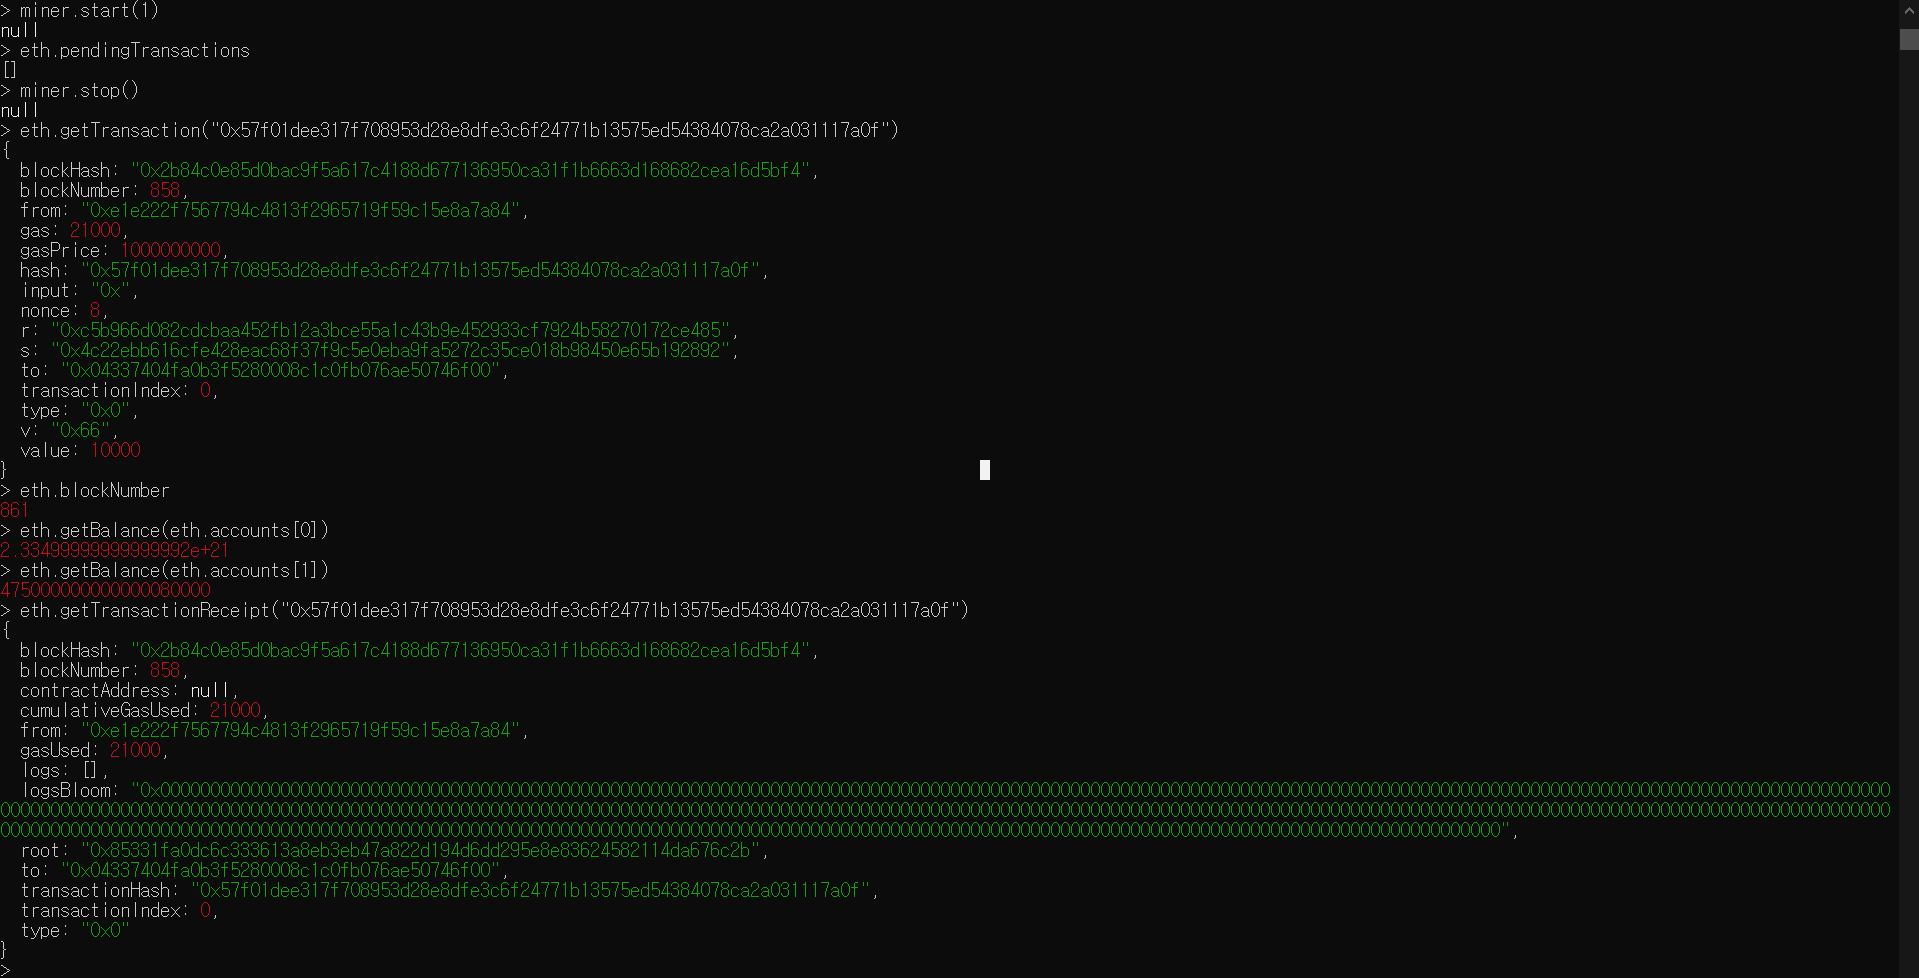 > miner.start(1)
null
> eth.pendingTransactions
[]
> miner.stop()
null
> eth.getTransaction("0x57f01dee317f708953d28e8dfe3c6f24771b13575ed54384078ca2a031117a0f")
{
  blockHash: "0x2b84c0e85d0bac9f5a617c4188d677136950ca31f1b6663d168682cea16d5bf4",
  blockNumber: 858,
  from: "0xe1e222f7567794c4813f2965719f59c15e8a7a84",
  gas: 21000,
  gasPrice: 1000000000,
  hash: "0x57f01dee317f708953d28e8dfe3c6f24771b13575ed54384078ca2a031117a0f",
  input: "0x",
  nonce: 8,
  r: "0xc5b966d082cdcbaa452fb12a3bce55a1c43b9e452933cf7924b58270172ce485",
  s: "0x4c22ebb616cfe428eac68f37f9c5e0eba9fa5272c35ce018b98450e65b192892",
  to: "0x04337404fa0b3f5280008c1c0fb076ae50746f00",
  transactionIndex: 0,
  type: "0x0",
  v: "0x66",
  value: 10000
}
> eth.blockNumber
861
> eth.getBalance(eth.accounts[0])
2.33499999999999992e+21
> eth.getBalance(eth.accounts[1])
475000000000000080000
> eth.getTransactionReceipt("0x57f01dee317f708953d28e8dfe3c6f24771b13575ed54384078ca2a031117a0f")
{
  blockHash: "0x2b84c0e85d0bac9f5a617c4188d677136950ca31f1b6663d168682cea16d5bf4",
  blockNumber: 858,
  contractAddress: null,
  cumulativeGasUsed: 21000,
  from: "0xe1e222f7567794c4813f2965719f59c15e8a7a84",
  gasUsed: 21000,
  logs: [],
  logsBloom:
  root: "0x85331fa0dc6c333613a8eb3eb47a822d194d6dd295e8e83624582114da676c2b",
  to: "0x04337404fa0b3f5280008c1c0fb076ae50746f00",
  transactionHash: "0x57f01dee317f708953d28e8dfe3c6f24771b13575ed54384078ca2a031117a0f",
  transactionIndex: 0,
  type: "0x0"
}
>